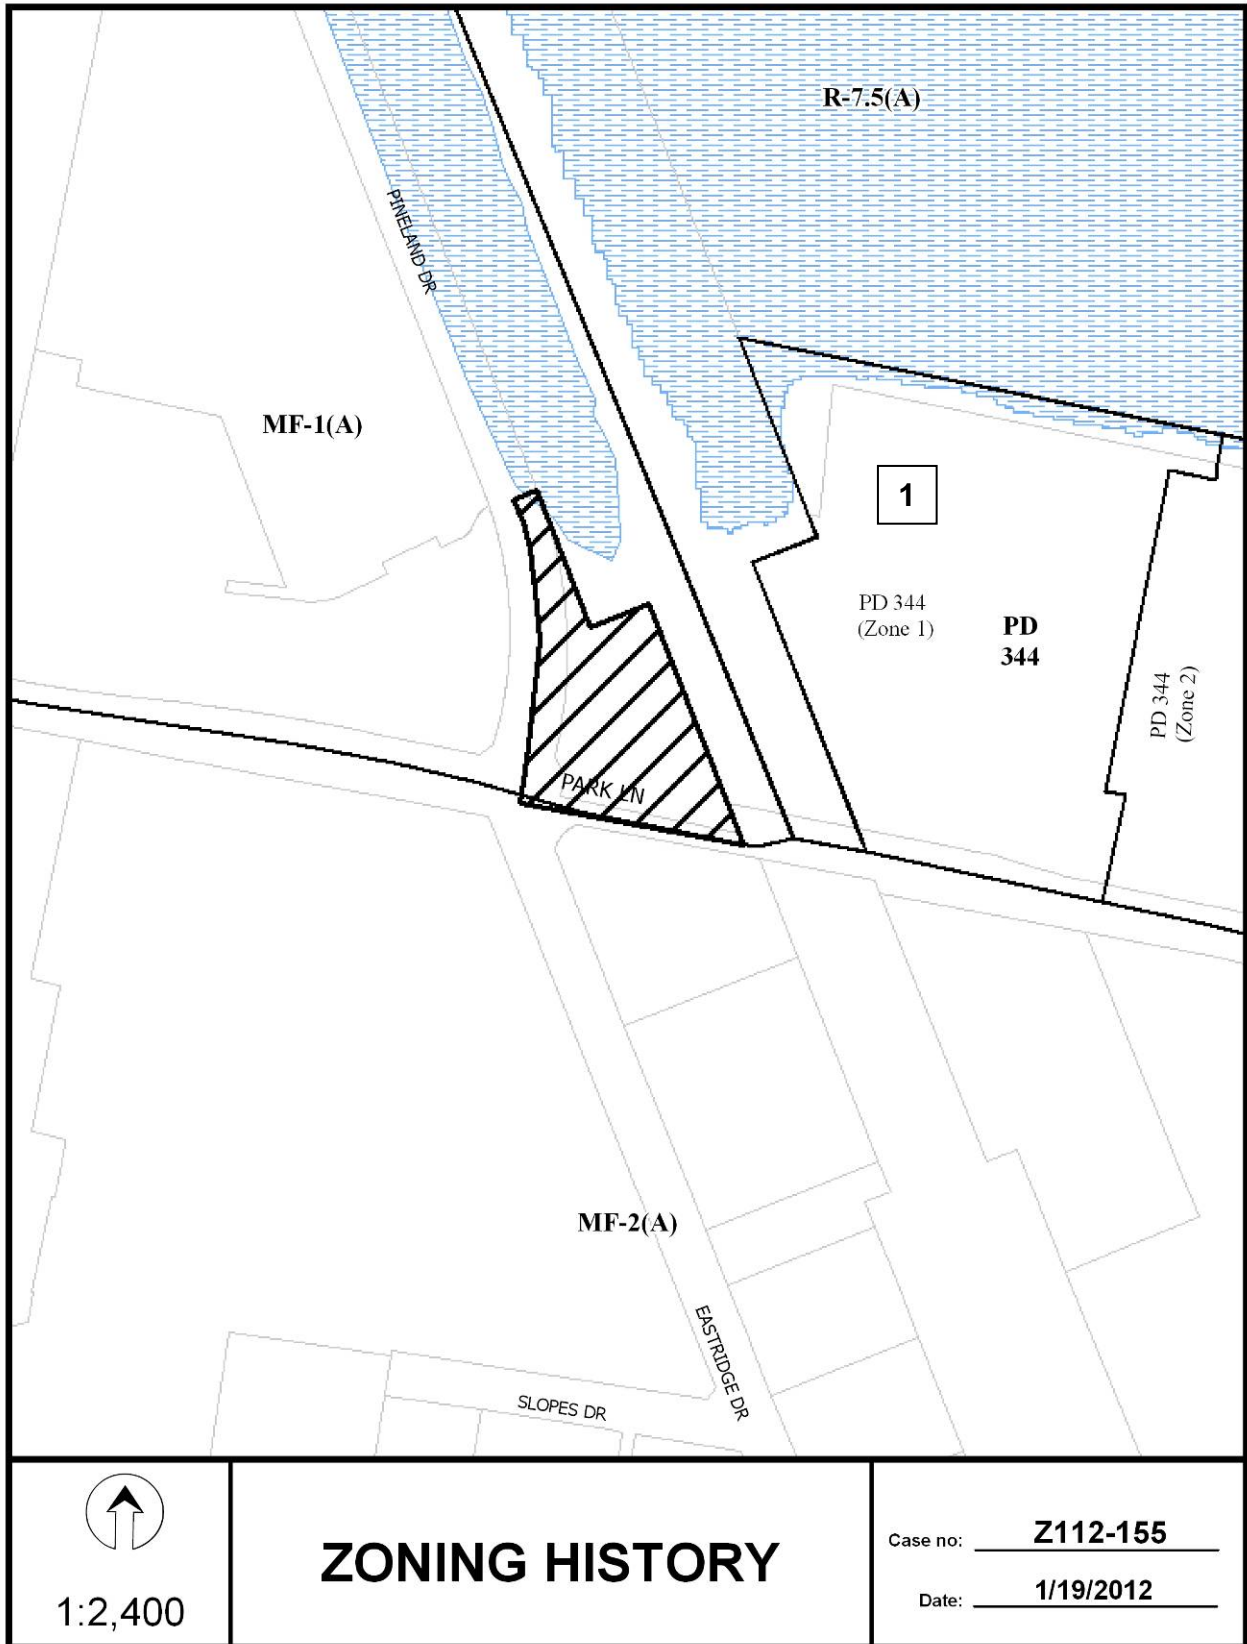 R-7.5(A)
PINELAND DR
MF-1(A)
1
PD 344
(Zone 1)
PD
344
PD 344
(Zone 2)
PARK LN
MF-2(A)
EASTRIDGE DR
SLOPES DR
1:2,400
ZONING HISTORY
Case no: Z112-155
Date: 1/19/2012